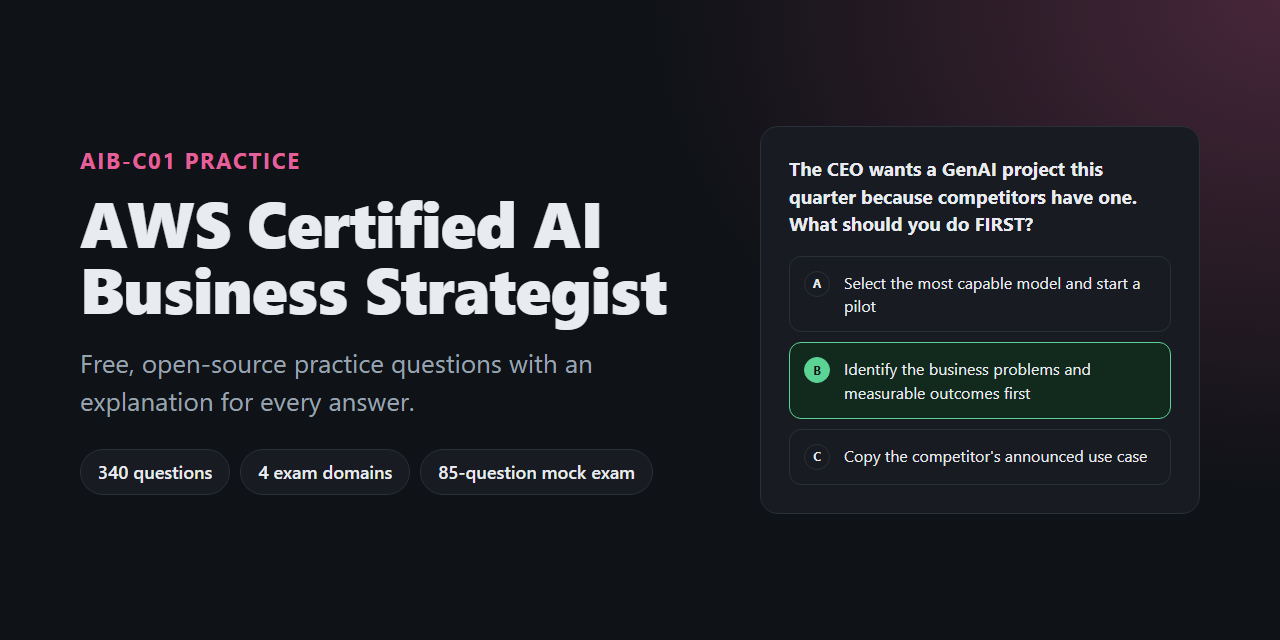 AIB-C01 PRACTICE
AWS Certified AI
Business Strategist
Free, open-source practice questions with an
explanation for every answer.
340 questions
4 exam domains
85-question mock exam
The CEO wants a GenAI project this
quarter because competitors have one.
What should you do FIRST?
A Select the most capable model and start a
pilot
B Identify the business problems and
measurable outcomes first
C Copy the competitor's announced use case